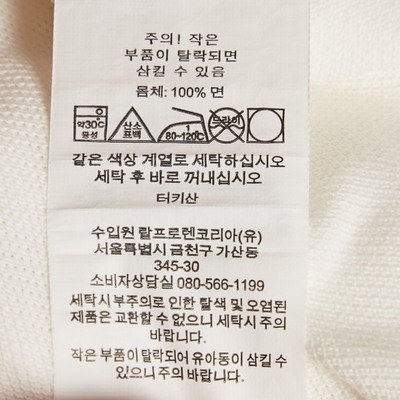 주의! 작은
부품이 탈락되면
삼킬 수 있음
몸체: 100% 면
약30℃ 중성
산소 표백
1 80~120℃
드라이
같은 색상 계열로 세탁하십시오
세탁 후 바로 꺼내십시오
터키산
수입원 랄프로렌코리아(유)
서울특별시 금천구 가산동
345-30
소비자상담실 080-566-1199
세탁시 부주의로 인한 탈색 및 오염된
제품은 교환할 수 없으니 세탁시 주의
바랍니다.
작은 부품이 탈락되어 유아동이 삼킬 수
있으니 주의 바랍니다.